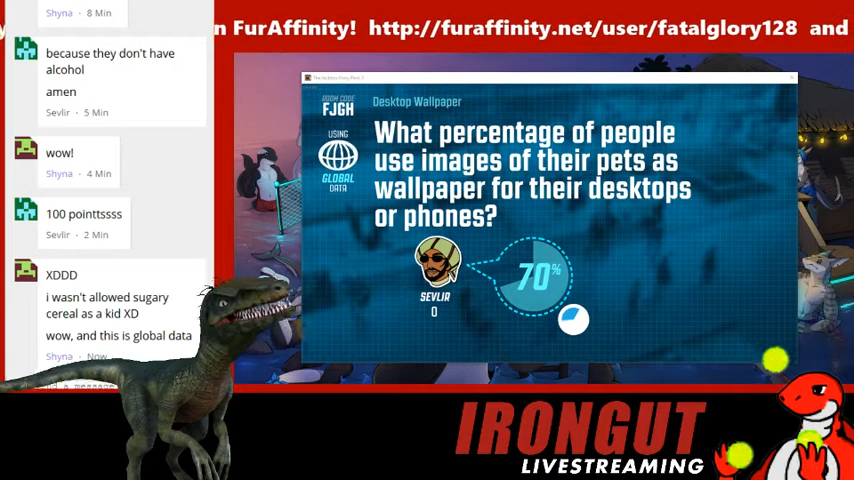 Shyna - 8 Min
because they don't have
alcohol
amen
Sevlir - 5 Min
wow!
Shyna - 4 Min
100 pointtssss
Sevlir - 2 Min
XDDD
i wasn't allowed sugary
cereal as a kid XD
wow, and this is global data
Shyna - Now
a message
n FurAffinity! http://furaffinity.net/user/fatalglory128 and
ROOM CODE
FJGH
USING
GLOBAL
DATA
Desktop Wallpaper
What percentage of people
use images of their pets as
wallpaper for their desktops
or phones?
70%
SEVLIR
0
IRONGUT
LIVESTREAMING